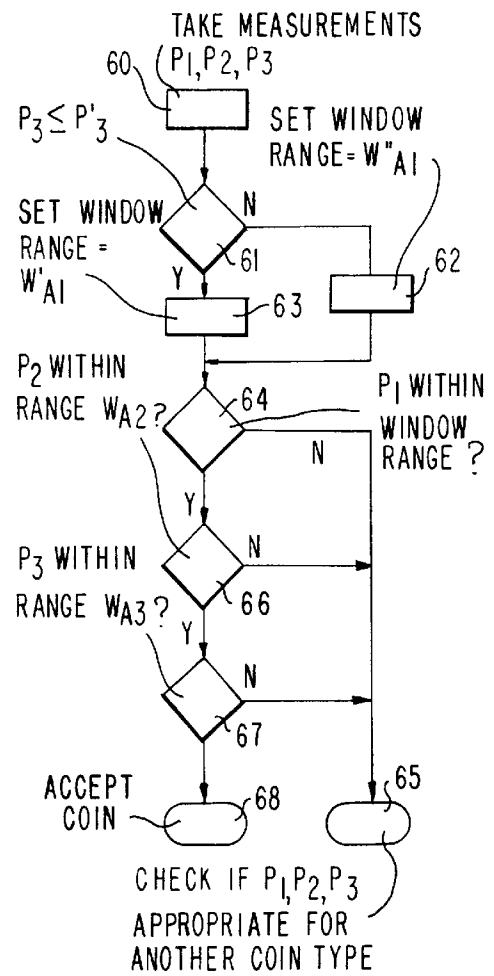 TAKE MEASUREMENTS
P1, P2, P3
60
P3 ≤ P'3
SET WINDOW
RANGE = W"A1
N
SET WINDOW
RANGE =
W'A1
61
62
Y
63
P2 WITHIN
RANGE WA2?
64
P1 WITHIN
WINDOW
RANGE ?
N
Y
P3 WITHIN
RANGE WA3?
N
66
Y
N
67
ACCEPT
COIN
68
65
CHECK IF P1, P2, P3
APPROPRIATE FOR
ANOTHER COIN TYPE